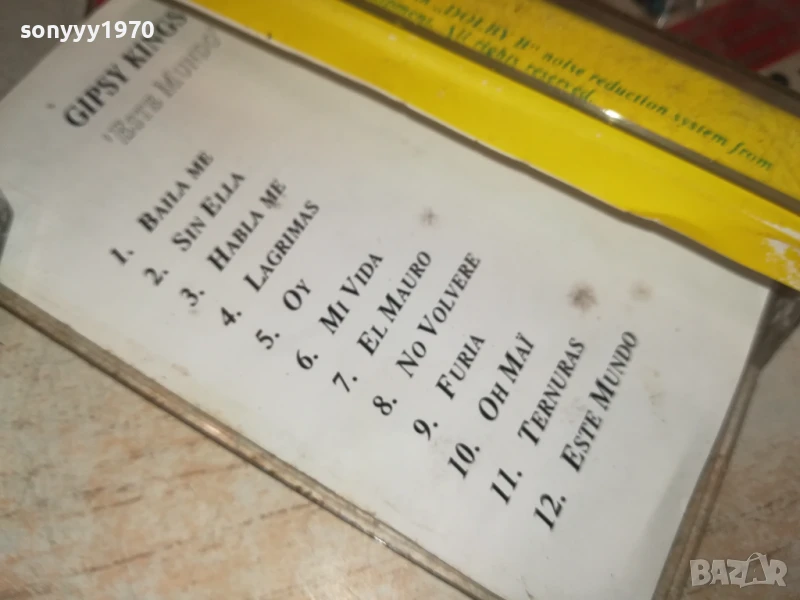 sonyyy1970
GIPSY KINGS
'ESTE MUNDO'
1. BAILA ME
2. SIN ELLA
3. HABLA ME
4. LAGRIMAS
5. OY
6. MI VIDA
7. EL MAURO
8. NO VOLVERE
9. FURIA
10. OH MAÏ
11. TERNURAS
12. ESTE MUNDO
"DOLBY B" noise reduction system from
All rights reserved.
BAZAR